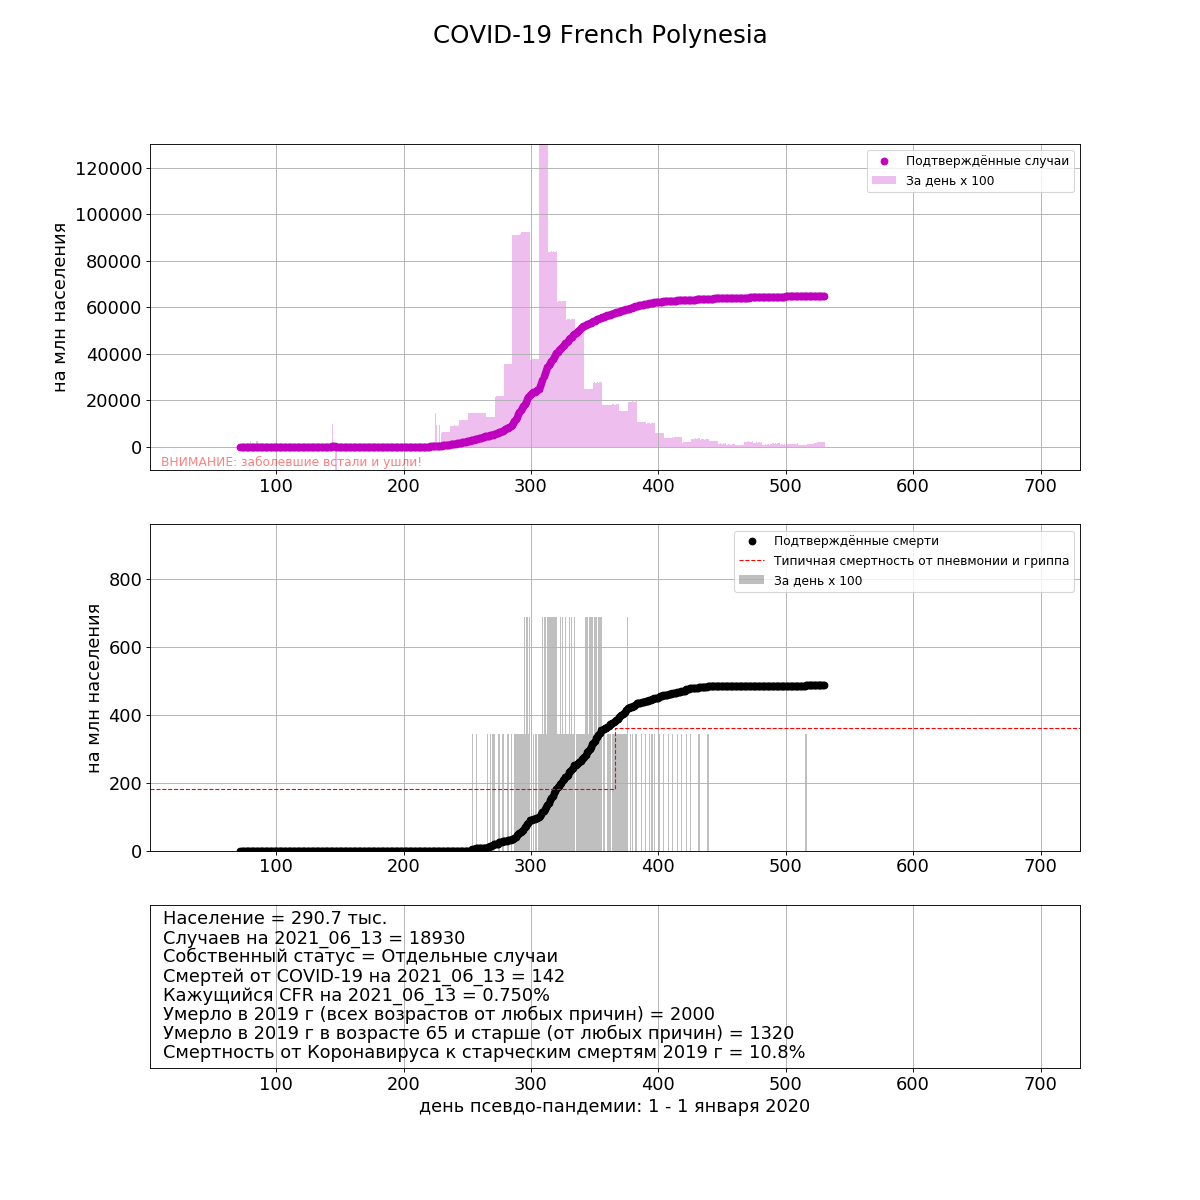 COVID-19 French Polynesia
120000
100000
80000
60000
40000
20000
0
на млн населения
Подтверждённые случаи
За день x 100
ВНИМАНИЕ: заболевшие встали и ушли!
100 200 300 400 500 600 700
800
600
400
200
0
на млн населения
Подтверждённые смерти
Типичная смертность от пневмонии и гриппа
За день x 100
100 200 300 400 500 600 700
Население = 290.7 тыс.
Случаев на 2021_06_13 = 18930
Собственный статус = Отдельные случаи
Смертей от COVID-19 на 2021_06_13 = 142
Кажущийся CFR на 2021_06_13 = 0.750%
Умерло в 2019 г (всех возрастов от любых причин) = 2000
Умерло в 2019 г в возрасте 65 и старше (от любых причин) = 1320
Смертность от Коронавируса к старческим смертям 2019 г = 10.8%
100 200 300 400 500 600 700
день псевдо-пандемии: 1 - 1 января 2020